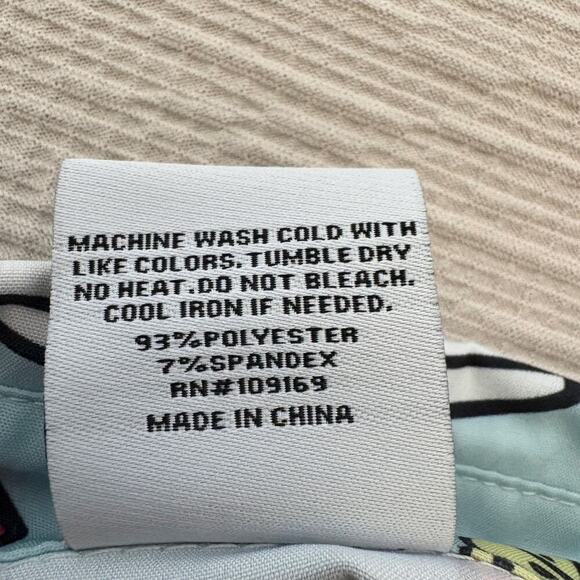 MACHINE WASH COLD WITH
LIKE COLORS. TUMBLE DRY
NO HEAT. DO NOT BLEACH.
COOL IRON IF NEEDED.
93%POLYESTER
7%SPANDEX
RN#109169
MADE IN CHINA